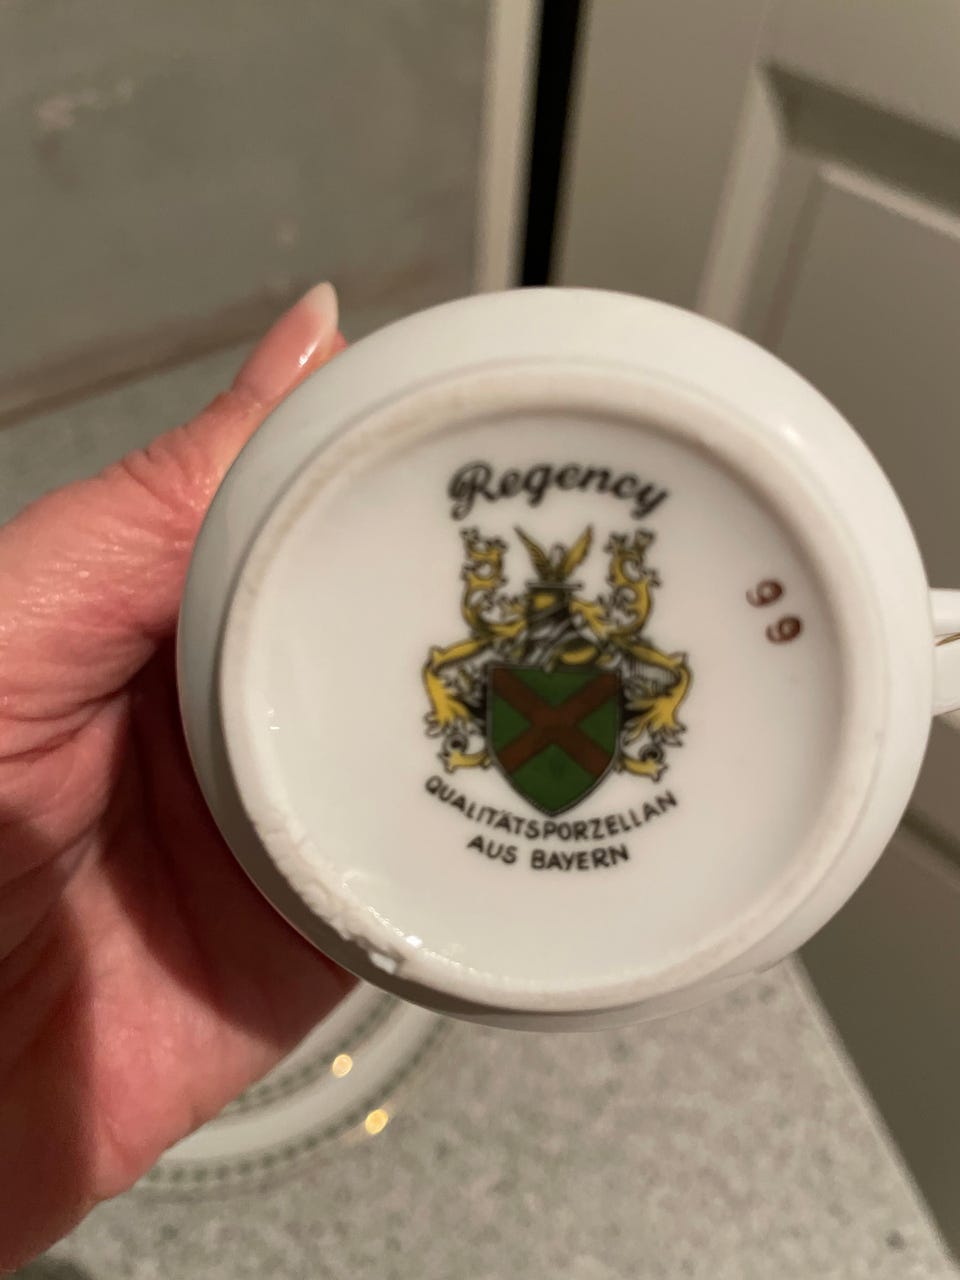 Regency
99
QUALITÄTSPORZELLAN
AUS BAYERN